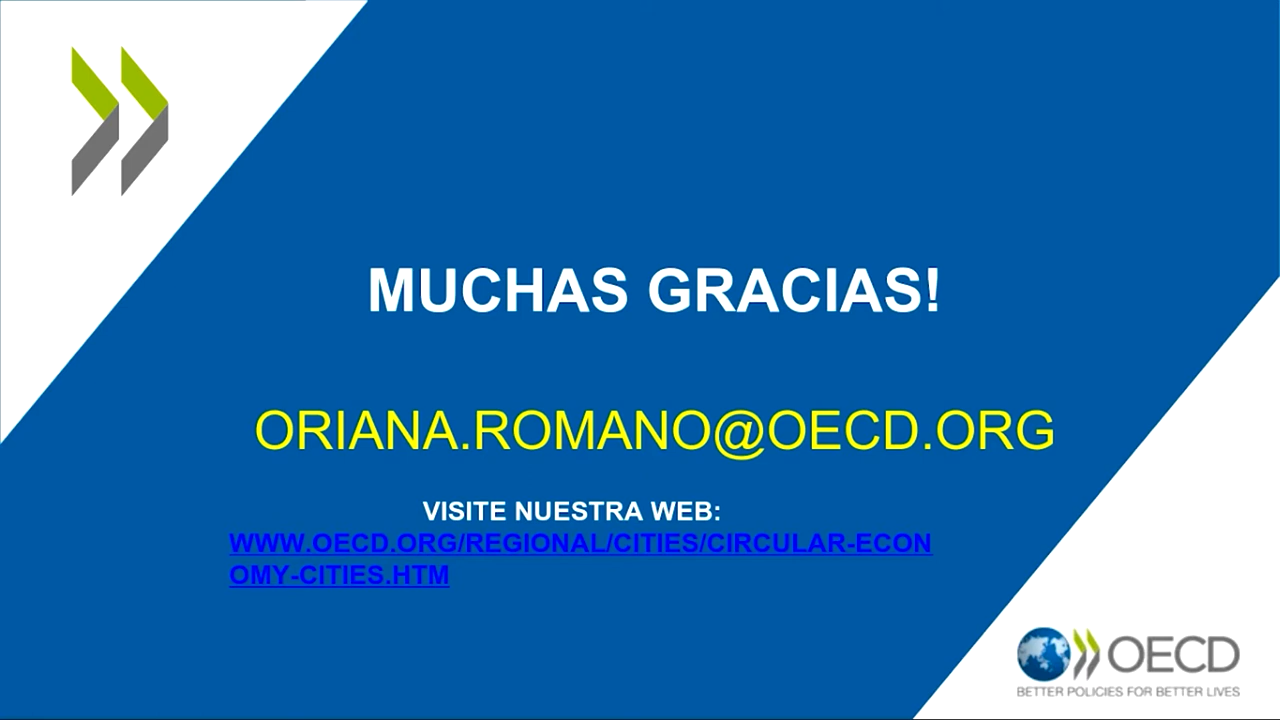 MUCHAS GRACIAS!
ORIANA.ROMANO@OECD.ORG
VISITE NUESTRA WEB:
WWW.OECD.ORG/REGIONAL/CITIES/CIRCULAR-ECON
OMY-CITIES.HTM
OECD
BETTER POLICIES FOR BETTER LIVES